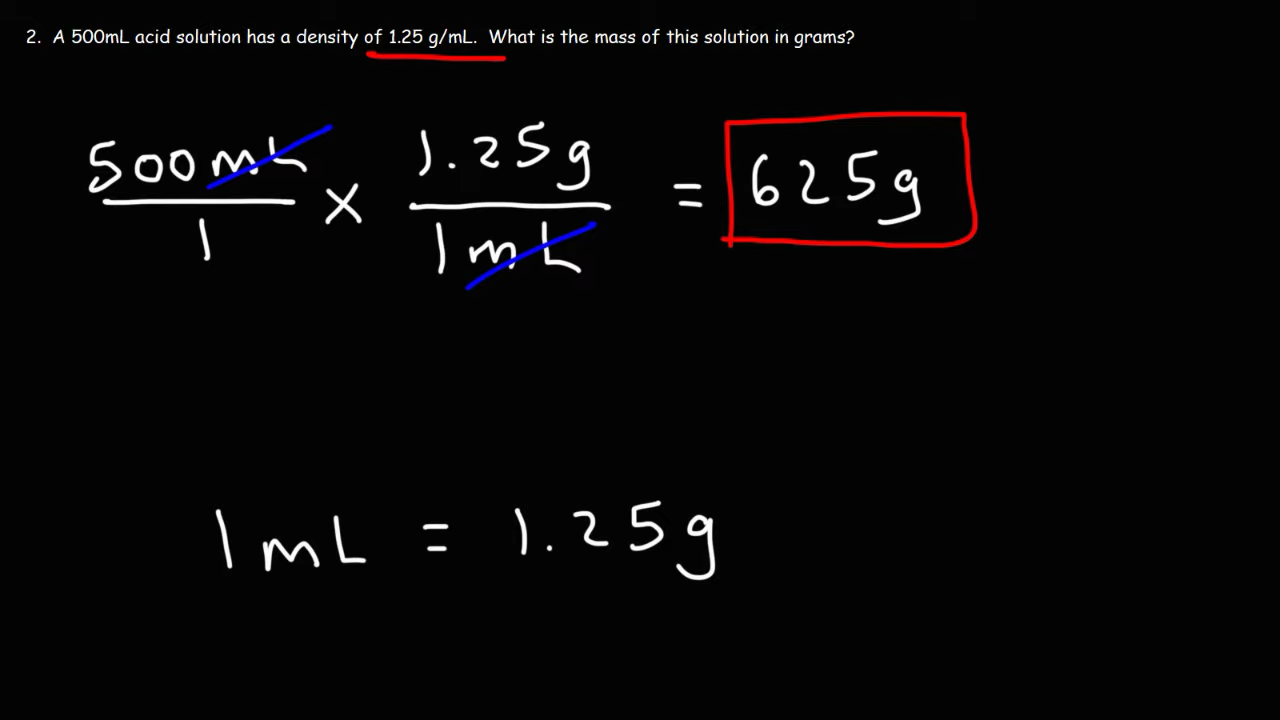 2. A 500mL acid solution has a density of 1.25 g/mL. What is the mass of this solution in grams?
500mL / 1 × 1.25g / 1mL = 625g
1mL = 1.25g